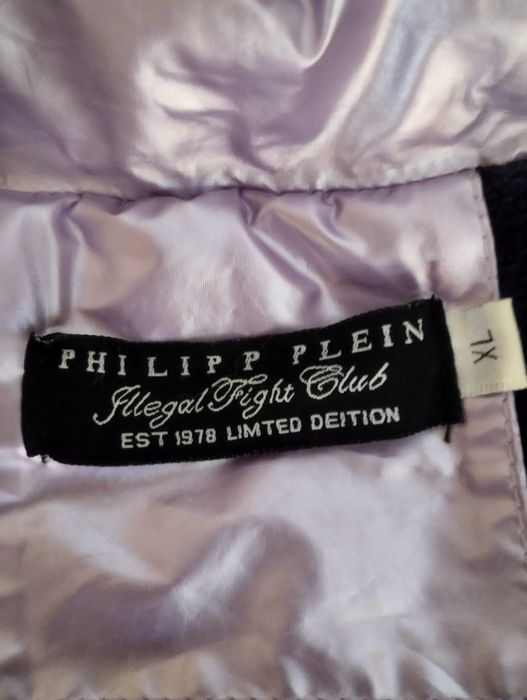 PHILIPP PLEIN
Illegal Fight Club
EST 1978 LIMTED DEITION
XL